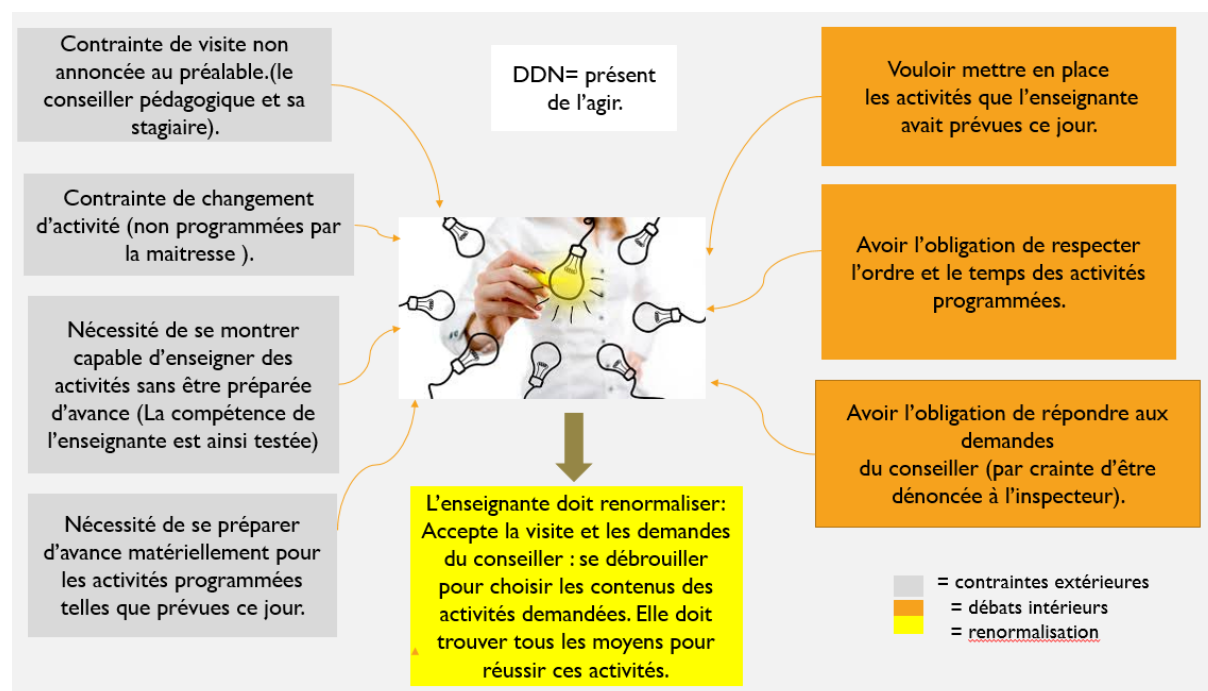 Contrainte de visite non
annoncée au préalable.(le
conseiller pédagogique et sa
stagiaire).
Contrainte de changement
d’activité (non programmées par
la maitresse ).
Nécessité de se montrer
capable d’enseigner des
activités sans être préparée
d’avance (La compétence de
l’enseignante est ainsi testée)
Nécessité de se préparer
d’avance matériellement pour
les activités programmées
telles que prévues ce jour.
DDN= présent
de l’agir.
L’enseignante doit renormaliser:
Accepte la visite et les demandes
du conseiller : se débrouiller
pour choisir les contenus des
activités demandées. Elle doit
trouver tous les moyens pour
réussir ces activités.
Vouloir mettre en place
les activités que l’enseignante
avait prévues ce jour.
Avoir l’obligation de respecter
l’ordre et le temps des activités
programmées.
Avoir l’obligation de répondre aux
demandes
du conseiller (par crainte d’être
dénoncée à l’inspecteur).
= contraintes extérieures
= débats intérieurs
= renormalisation